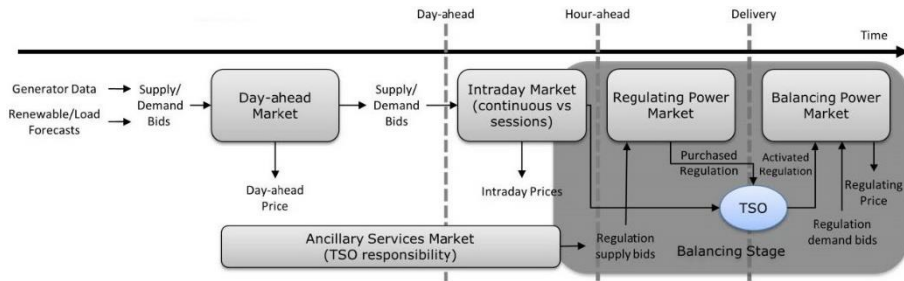 Day-ahead
Hour-ahead
Delivery
Time
Generator Data
Renewable/Load
Forecasts
Supply/
Demand
Bids
Day-ahead
Market
Supply/
Demand
Bids
Intraday Market
(continuous vs
sessions)
Regulating Power
Market
Balancing Power
Market
Day-ahead
Price
Intraday Prices
Purchased
Regulation
Activated
Regulation
Regulating
Price
TSO
Ancillary Services Market
(TSO responsibility)
Regulation
supply bids
Balancing Stage
Regulation
demand bids